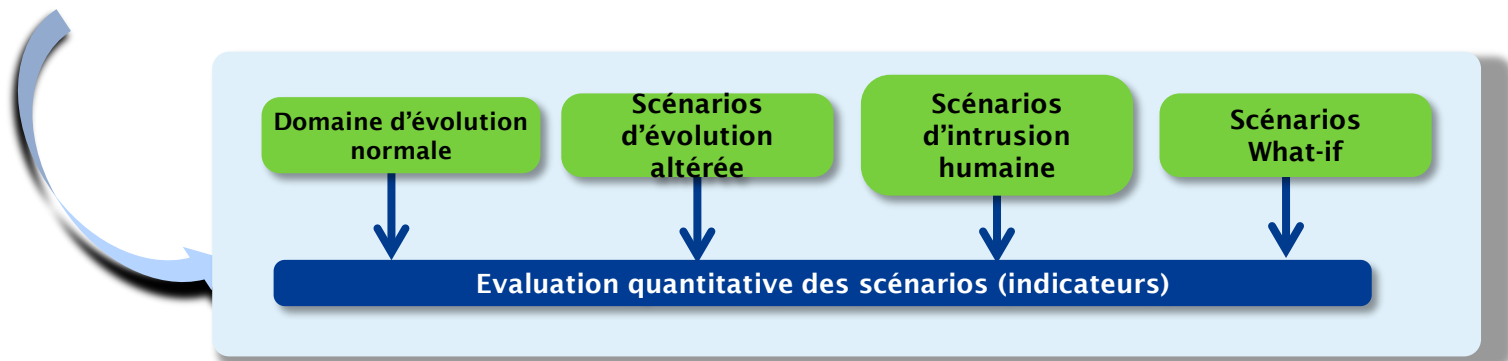 Domaine d’évolution
normale
Scénarios
d’évolution
altérée
Scénarios
d’intrusion
humaine
Scénarios
What-if
Evaluation quantitative des scénarios (indicateurs)